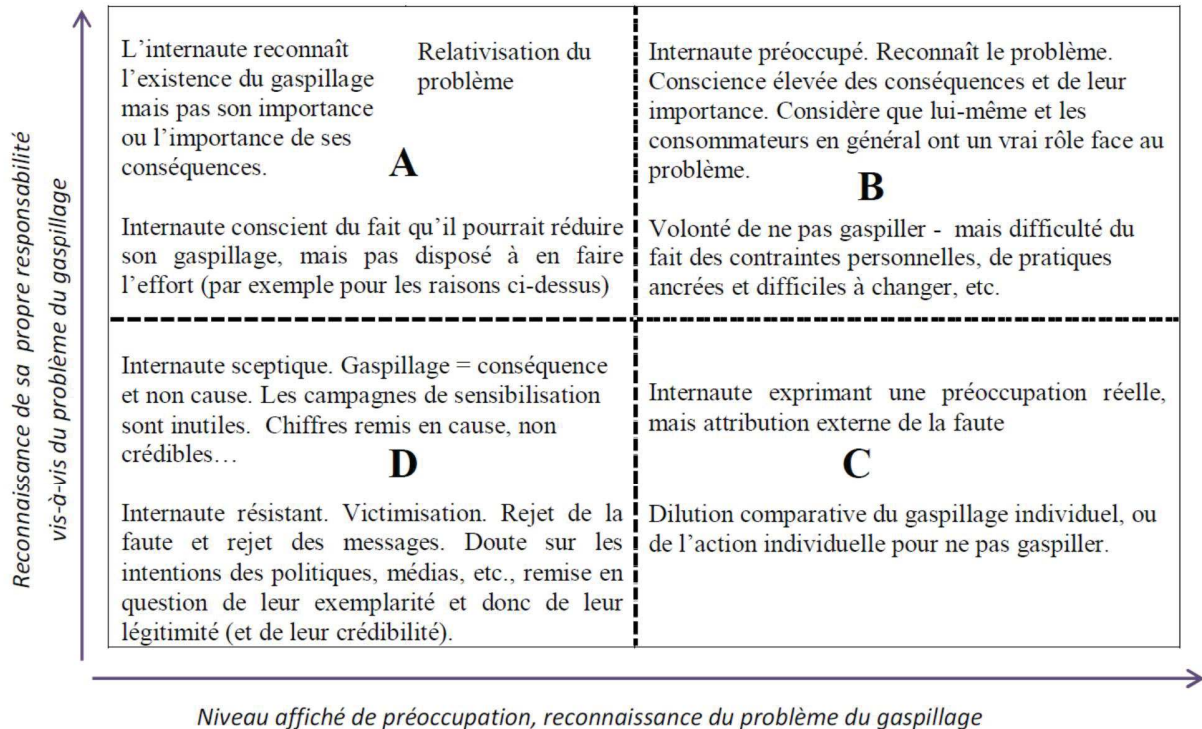 Reconnaissance de sa propre responsabilité
vis-à-vis du problème du gaspillage
L’internaute reconnaît
l’existence du gaspillage
mais pas son importance
ou l’importance de ses
conséquences.
Relativisation du
problème
A
Internaute conscient du fait qu’il pourrait réduire
son gaspillage, mais pas disposé à en faire
l’effort (par exemple pour les raisons ci-dessus)
Internaute préoccupé. Reconnaît le problème.
Conscience élevée des conséquences et de leur
importance. Considère que lui-même et les
consommateurs en général ont un vrai rôle face au
problème.
B
Volonté de ne pas gaspiller - mais difficulté du
fait des contraintes personnelles, de pratiques
ancrées et difficiles à changer, etc.
Internaute sceptique. Gaspillage = conséquence
et non cause. Les campagnes de sensibilisation
sont inutiles. Chiffres remis en cause, non
crédibles…
D
Internaute résistant. Victimisation. Rejet de la
faute et rejet des messages. Doute sur les
intentions des politiques, médias, etc., remise en
question de leur exemplarité et donc de leur
légitimité (et de leur crédibilité).
Internaute exprimant une préoccupation réelle,
mais attribution externe de la faute
C
Dilution comparative du gaspillage individuel, ou
de l’action individuelle pour ne pas gaspiller.
Niveau affiché de préoccupation, reconnaissance du problème du gaspillage